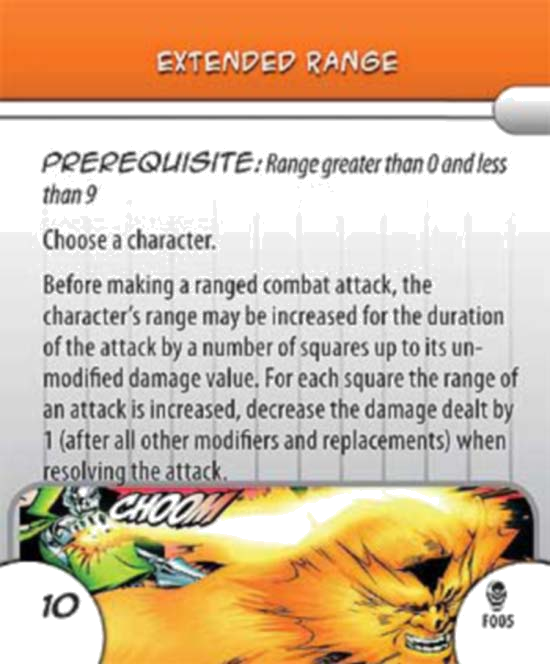 EXTENDED RANGE
PREREQUISITE: Range greater than 0 and less
than 9
Choose a character.
Before making a ranged combat attack, the
character's range may be increased for the duration
of the attack by a number of squares up to its un-
modified damage value. For each square the range of
an attack is increased, decrease the damage dealt by
1 (after all other modifiers and replacements) when
resolving the attack.
CHOOM
10
F005